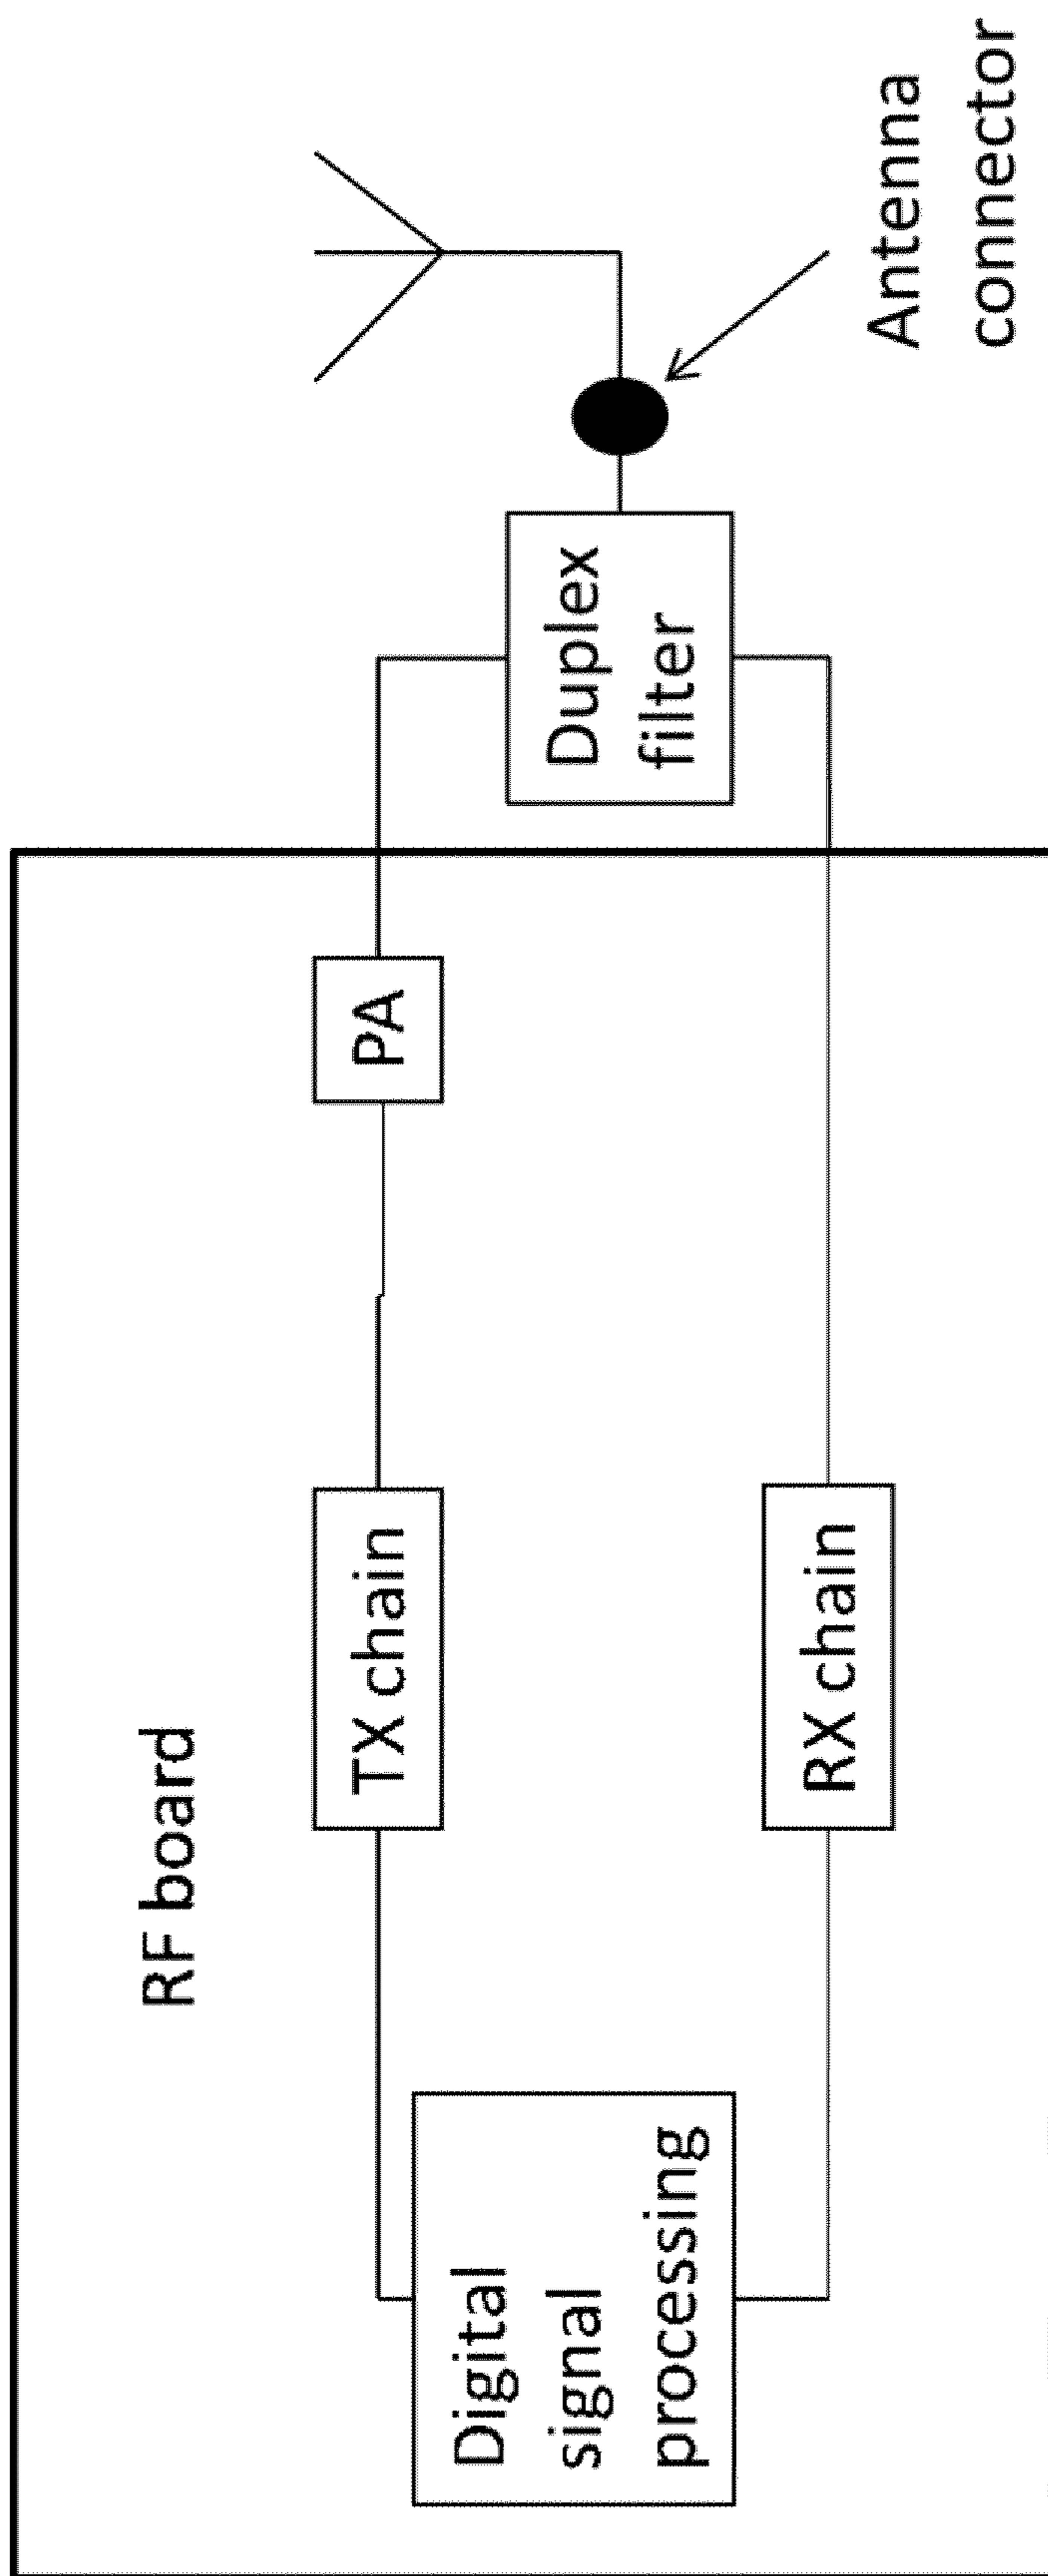 RF board
Digital
signal
processing
TX chain
PA
RX chain
Duplex
filter
Antenna
connector